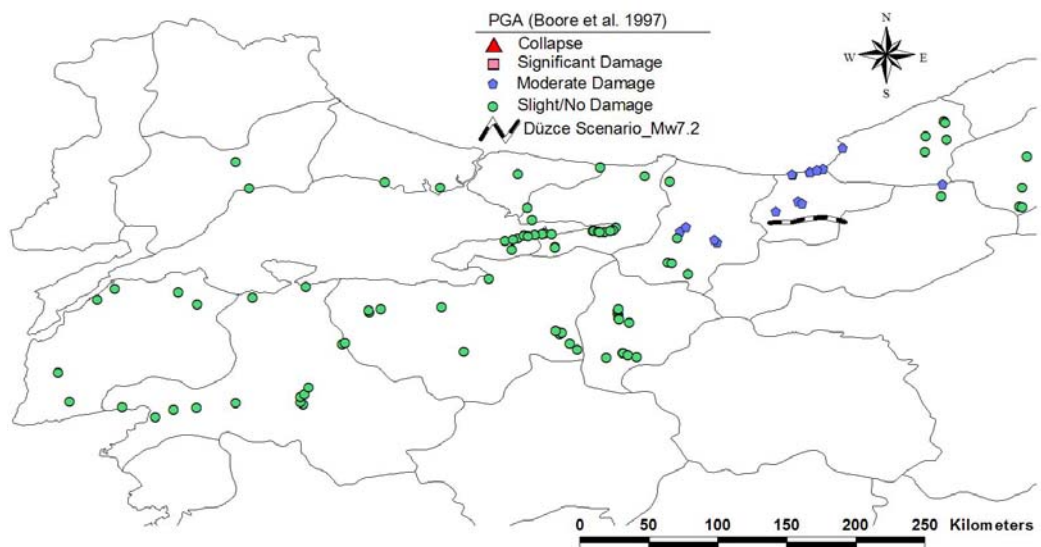 PGA (Boore et al. 1997)
Collapse
Significant Damage
Moderate Damage
Slight/No Damage
Düzce Scenario_Mw7.2
N
W E
S
0 50 100 150 200 250 Kilometers